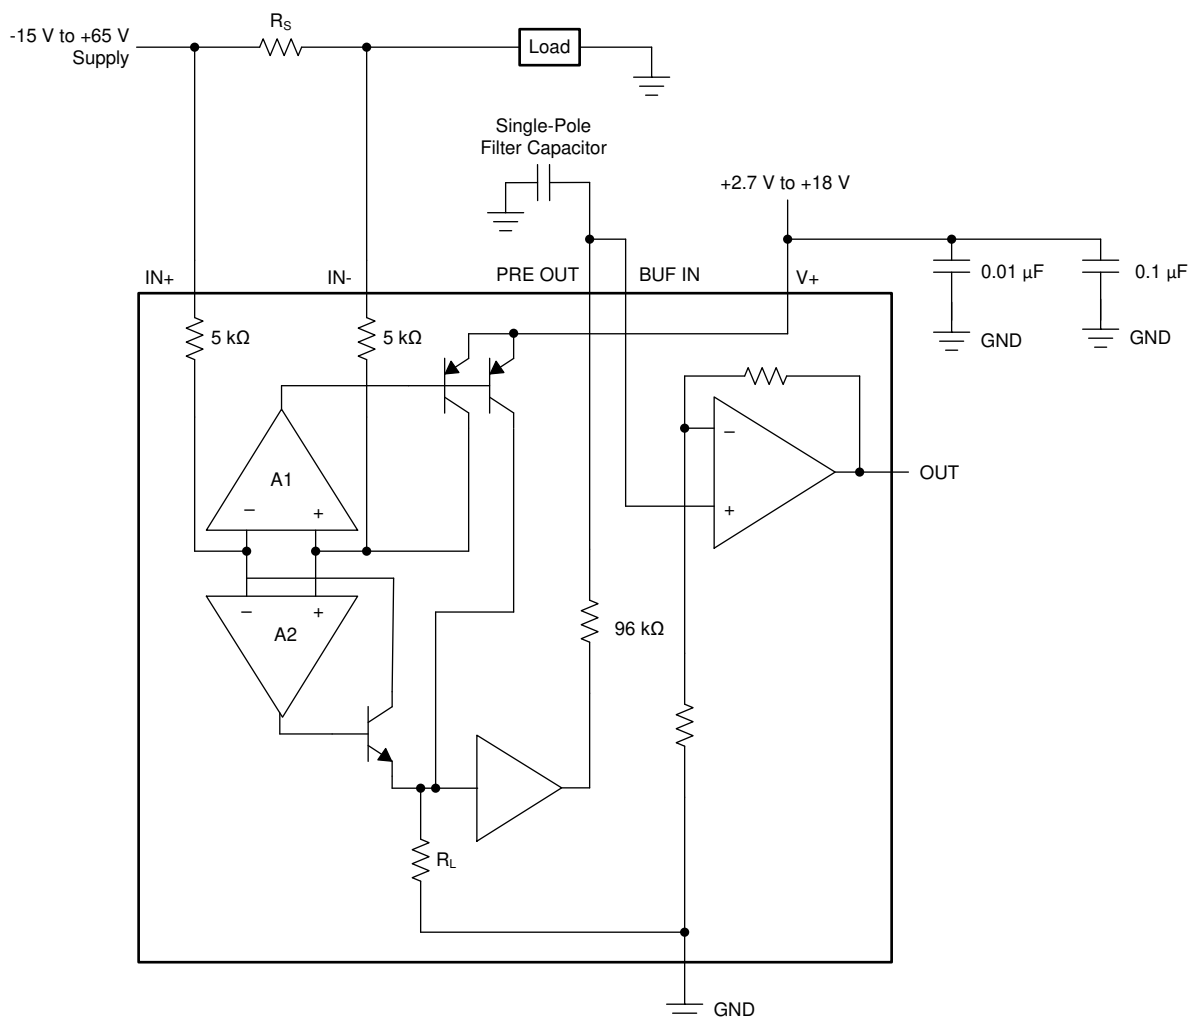 -15 V to +65 V
Supply
RS
Load
Single-Pole
Filter Capacitor
+2.7 V to +18 V
IN+
IN-
PRE OUT
BUF IN
V+
0.01 µF
0.1 µF
GND
GND
5 kΩ
5 kΩ
A1
− +
− +
A2
−
+
OUT
96 kΩ
RL
GND